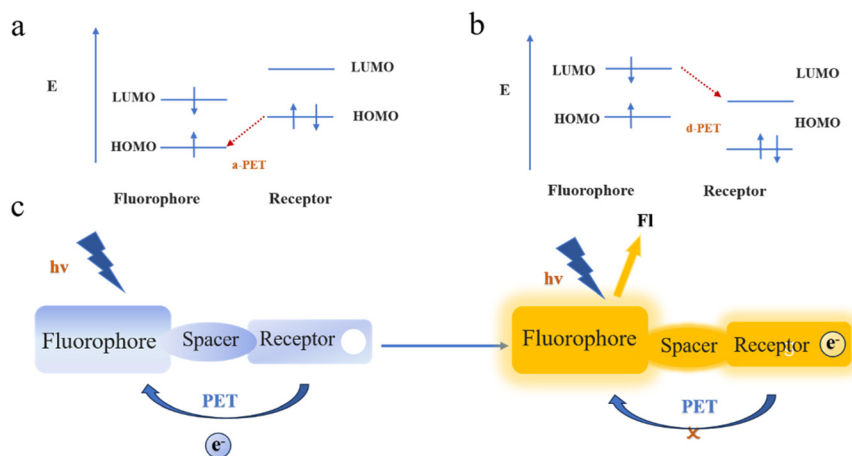 a
E
LUMO
LUMO
HOMO
HOMO
a-PET
Fluorophore
Receptor
b
E
LUMO
LUMO
HOMO
HOMO
d-PET
Fluorophore
Receptor
c
hv
Fluorophore
Spacer
Receptor
PET
e-
hv
Fl
Fluorophore
Spacer
Receptor
e-
PET
x